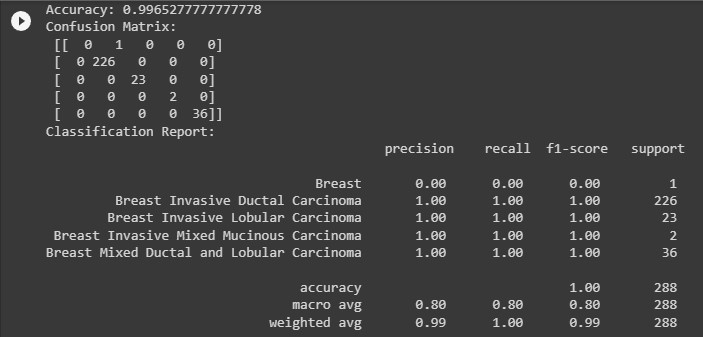 Accuracy: 0.9965277777777778
Confusion Matrix:
[[  0   1   0   0   0]
[  0 226   0   0   0]
[  0   0  23   0   0]
[  0   0   0   2   0]
[  0   0   0   0  36]]
Classification Report:
precision recall f1-score support
Breast 0.00 0.00 0.00 1
Breast Invasive Ductal Carcinoma 1.00 1.00 1.00 226
Breast Invasive Lobular Carcinoma 1.00 1.00 1.00 23
Breast Invasive Mixed Mucinous Carcinoma 1.00 1.00 1.00 2
Breast Mixed Ductal and Lobular Carcinoma 1.00 1.00 1.00 36
accuracy 1.00 288
macro avg 0.80 0.80 0.80 288
weighted avg 0.99 1.00 0.99 288